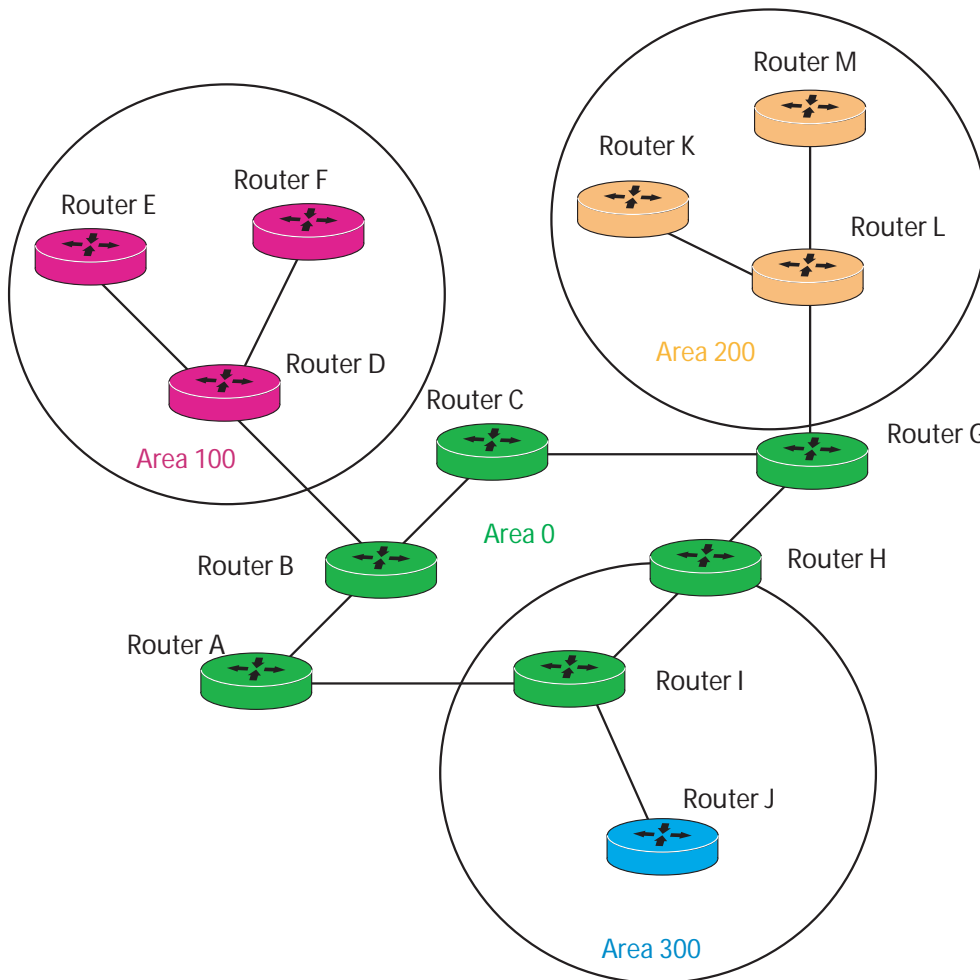 Router M
Router K
Router F
Router E
Router L
Area 200
Router D
Router C
Router G
Area 100
Area 0
Router B
Router H
Router A
Router I
Router J
Area 300